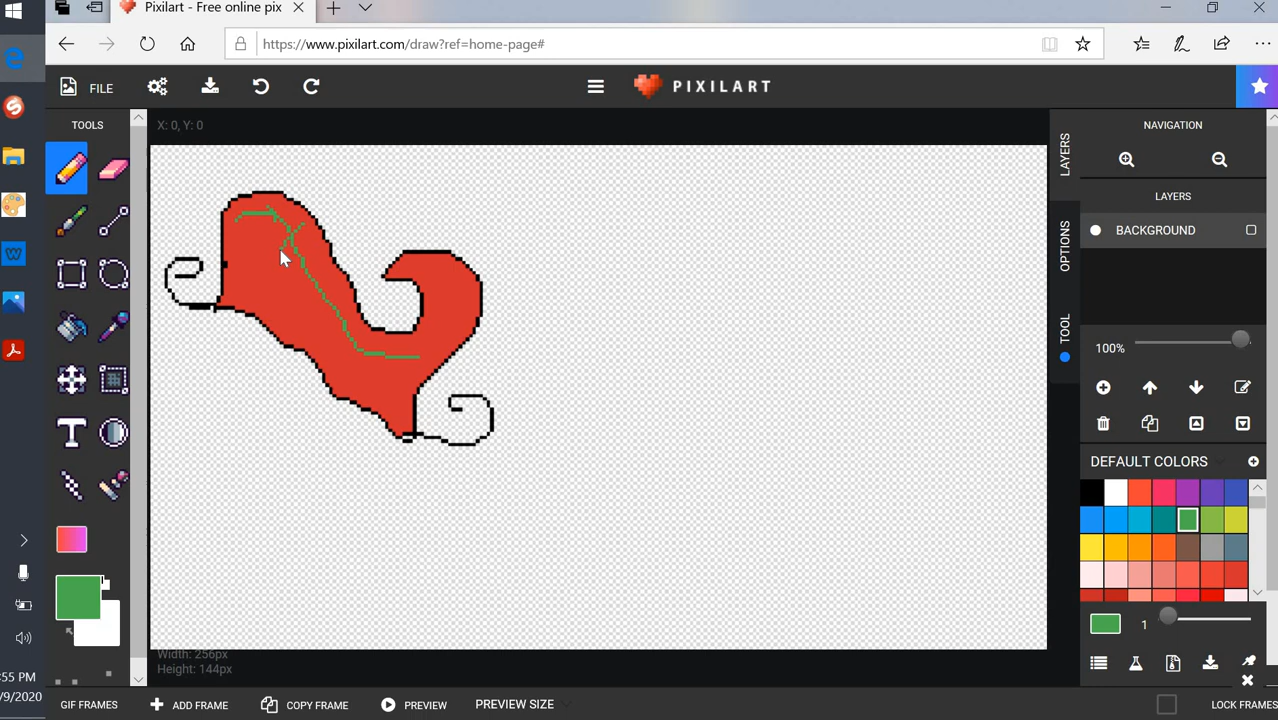 Pixilart - Free online pix
https://www.pixilart.com/draw?ref=home-page#
FILE
PIXILART
TOOLS
X: 0, Y: 0
LAYERS
OPTIONS
TOOL
NAVIGATION
LAYERS
BACKGROUND
100%
DEFAULT COLORS
1
Width: 256px
Height: 144px
:55 PM
/9/2020
GIF FRAMES
ADD FRAME
COPY FRAME
PREVIEW
PREVIEW SIZE
LOCK FRAMES